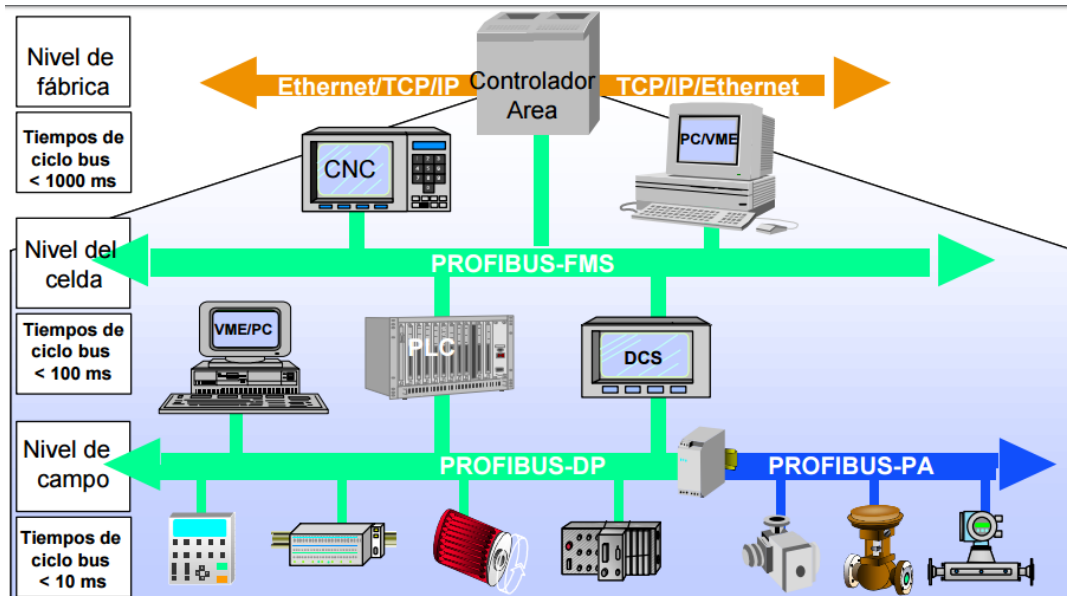 Nivel de
fábrica
Ethernet/TCP/IP
Controlador
Area
TCP/IP/Ethernet
Tiempos de
ciclo bus
< 1000 ms
CNC
PC/VME
Nivel del
celda
PROFIBUS-FMS
Tiempos de
ciclo bus
< 100 ms
VME/PC
PLC
DCS
Nivel de
campo
PROFIBUS-DP
PROFIBUS-PA
Tiempos de
ciclo bus
< 10 ms